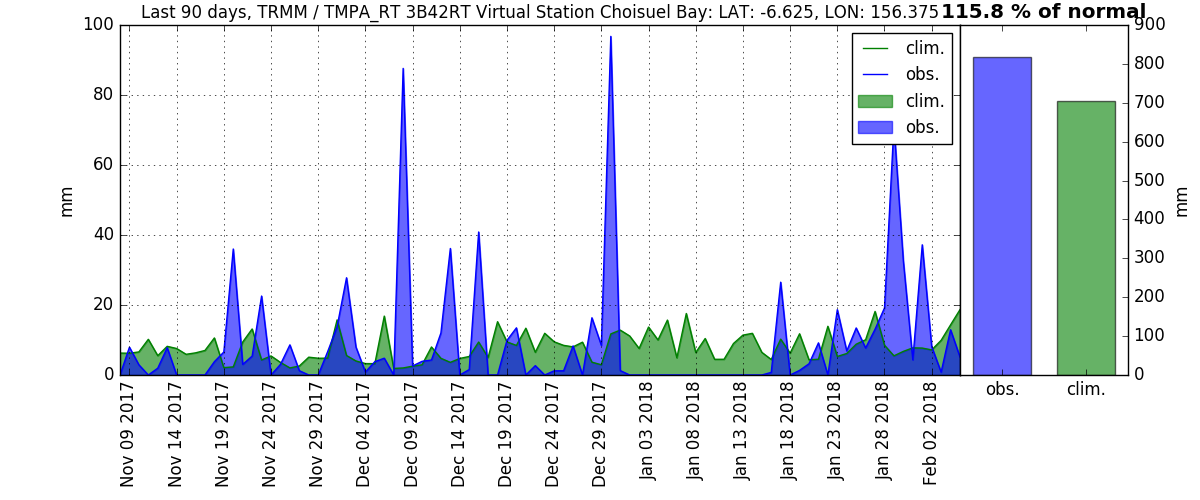 Last 90 days, TRMM / TMPA_RT 3B42RT Virtual Station Choisuel Bay: LAT: -6.625, LON: 156.375
115.8 % of normal
100
80
60
40
20
0
mm
clim.
obs.
clim.
obs.
900
800
700
600
500
400
300
200
100
0
mm
Nov 09 2017
Nov 14 2017
Nov 19 2017
Nov 24 2017
Nov 29 2017
Dec 04 2017
Dec 09 2017
Dec 14 2017
Dec 19 2017
Dec 24 2017
Dec 29 2017
Jan 03 2018
Jan 08 2018
Jan 13 2018
Jan 18 2018
Jan 23 2018
Jan 28 2018
Feb 02 2018
obs.
clim.